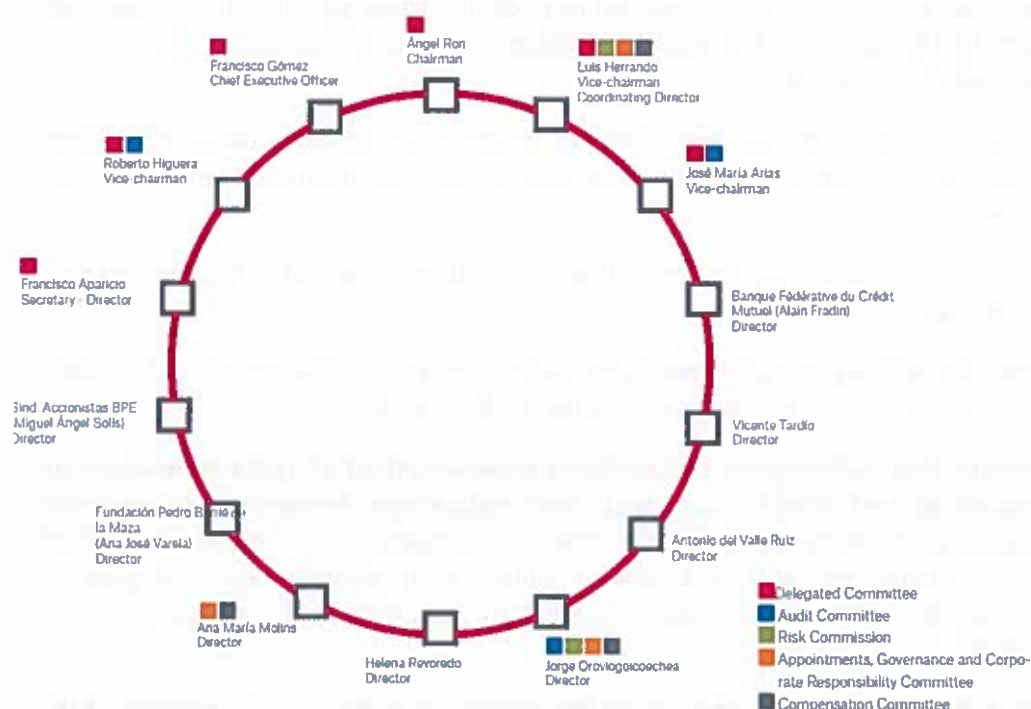 Ángel Ron
Chairman
Francisco Gómez
Chief Executive Officer
Luis Herrando
Vice-chairman
Coordinating Director
Roberto Higuera
Vice-chairman
José María Arias
Vice-chairman
Francisco Aparicio
Secretary - Director
Banque Fédérative du Crédit
Mutuel (Alain Fradin)
Director
Sind. Accionistas BPE
(Miguel Ángel Solís)
Director
Vicente Tardío
Director
Fundación Pedro Barrié de
la Maza
(Ana José Varela)
Director
Antonio del Valle Ruiz
Director
Ana María Molins
Director
Helena Revoredo
Director
Jorge Oroviogoicoechea
Director
Delegated Committee
Audit Committee
Risk Commission
Appointments, Governance and Corpo-
rate Responsibility Committee
Compensation Committee